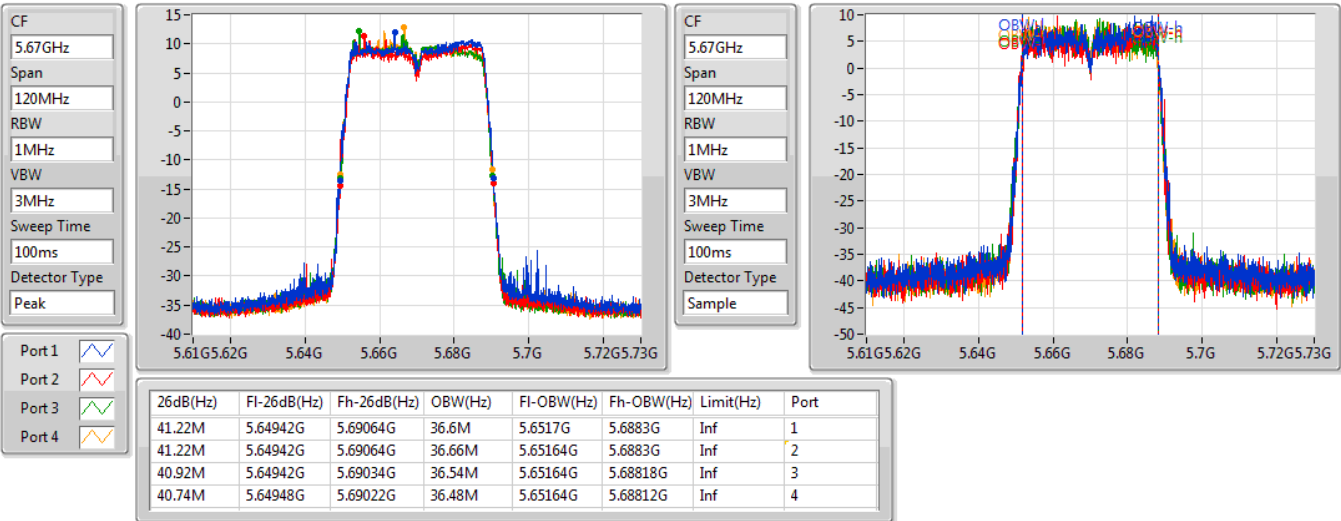 CF
5.67GHz
Span
120MHz
RBW
1MHz
VBW
3MHz
Sweep Time
100ms
Detector Type
Peak
15
10
5
0
-5
-10
-15
-20
-25
-30
-35
-40
5.61G 5.62G 5.64G 5.66G 5.68G 5.7G 5.72G 5.73G
CF
5.67GHz
Span
120MHz
RBW
1MHz
VBW
3MHz
Sweep Time
100ms
Detector Type
Sample
10
5
0
-5
-10
-15
-20
-25
-30
-35
-40
-45
-50
5.61G 5.62G 5.64G 5.66G 5.68G 5.7G 5.72G 5.73G
Port 1
Port 2
Port 3
Port 4
26dB(Hz) Fl-26dB(Hz) Fh-26dB(Hz) OBW(Hz) Fl-OBW(Hz) Fh-OBW(Hz) Limit(Hz) Port
41.22M 5.64942G 5.69064G 36.6M 5.6517G 5.6883G Inf 1
41.22M 5.64942G 5.69064G 36.66M 5.65164G 5.6883G Inf 2
40.92M 5.64942G 5.69034G 36.54M 5.65164G 5.68818G Inf 3
40.74M 5.64948G 5.69022G 36.48M 5.65164G 5.68812G Inf 4